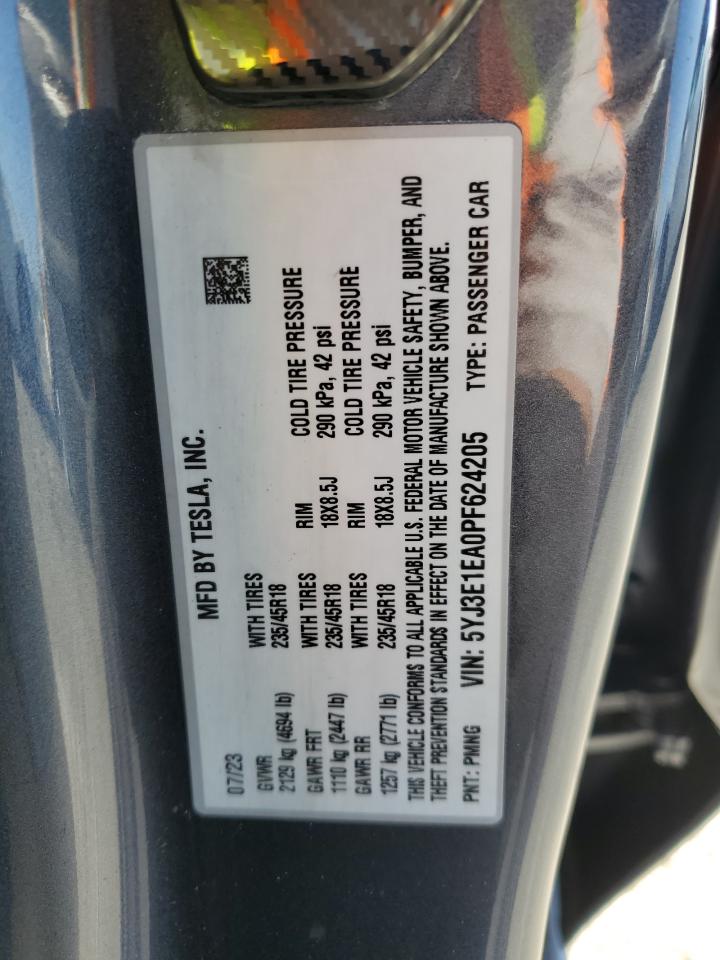 MFD BY TESLA, INC.
07/23
GVWR WITH TIRES
2129 kg (4694 lb) 235/45R18
GAWR FRT WITH TIRES RIM COLD TIRE PRESSURE
1110 kg (2447 lb) 235/45R18 18X8.5J 290 kPa, 42 psi
GAWR RR WITH TIRES RIM COLD TIRE PRESSURE
1257 kg (2771 lb) 235/45R18 18X8.5J 290 kPa, 42 psi
THIS VEHICLE CONFORMS TO ALL APPLICABLE U.S. FEDERAL MOTOR VEHICLE SAFETY, BUMPER, AND
THEFT PREVENTION STANDARDS IN EFFECT ON THE DATE OF MANUFACTURE SHOWN ABOVE.
PNT: PMNG VIN: 5YJ3E1EA0PF624205 TYPE: PASSENGER CAR